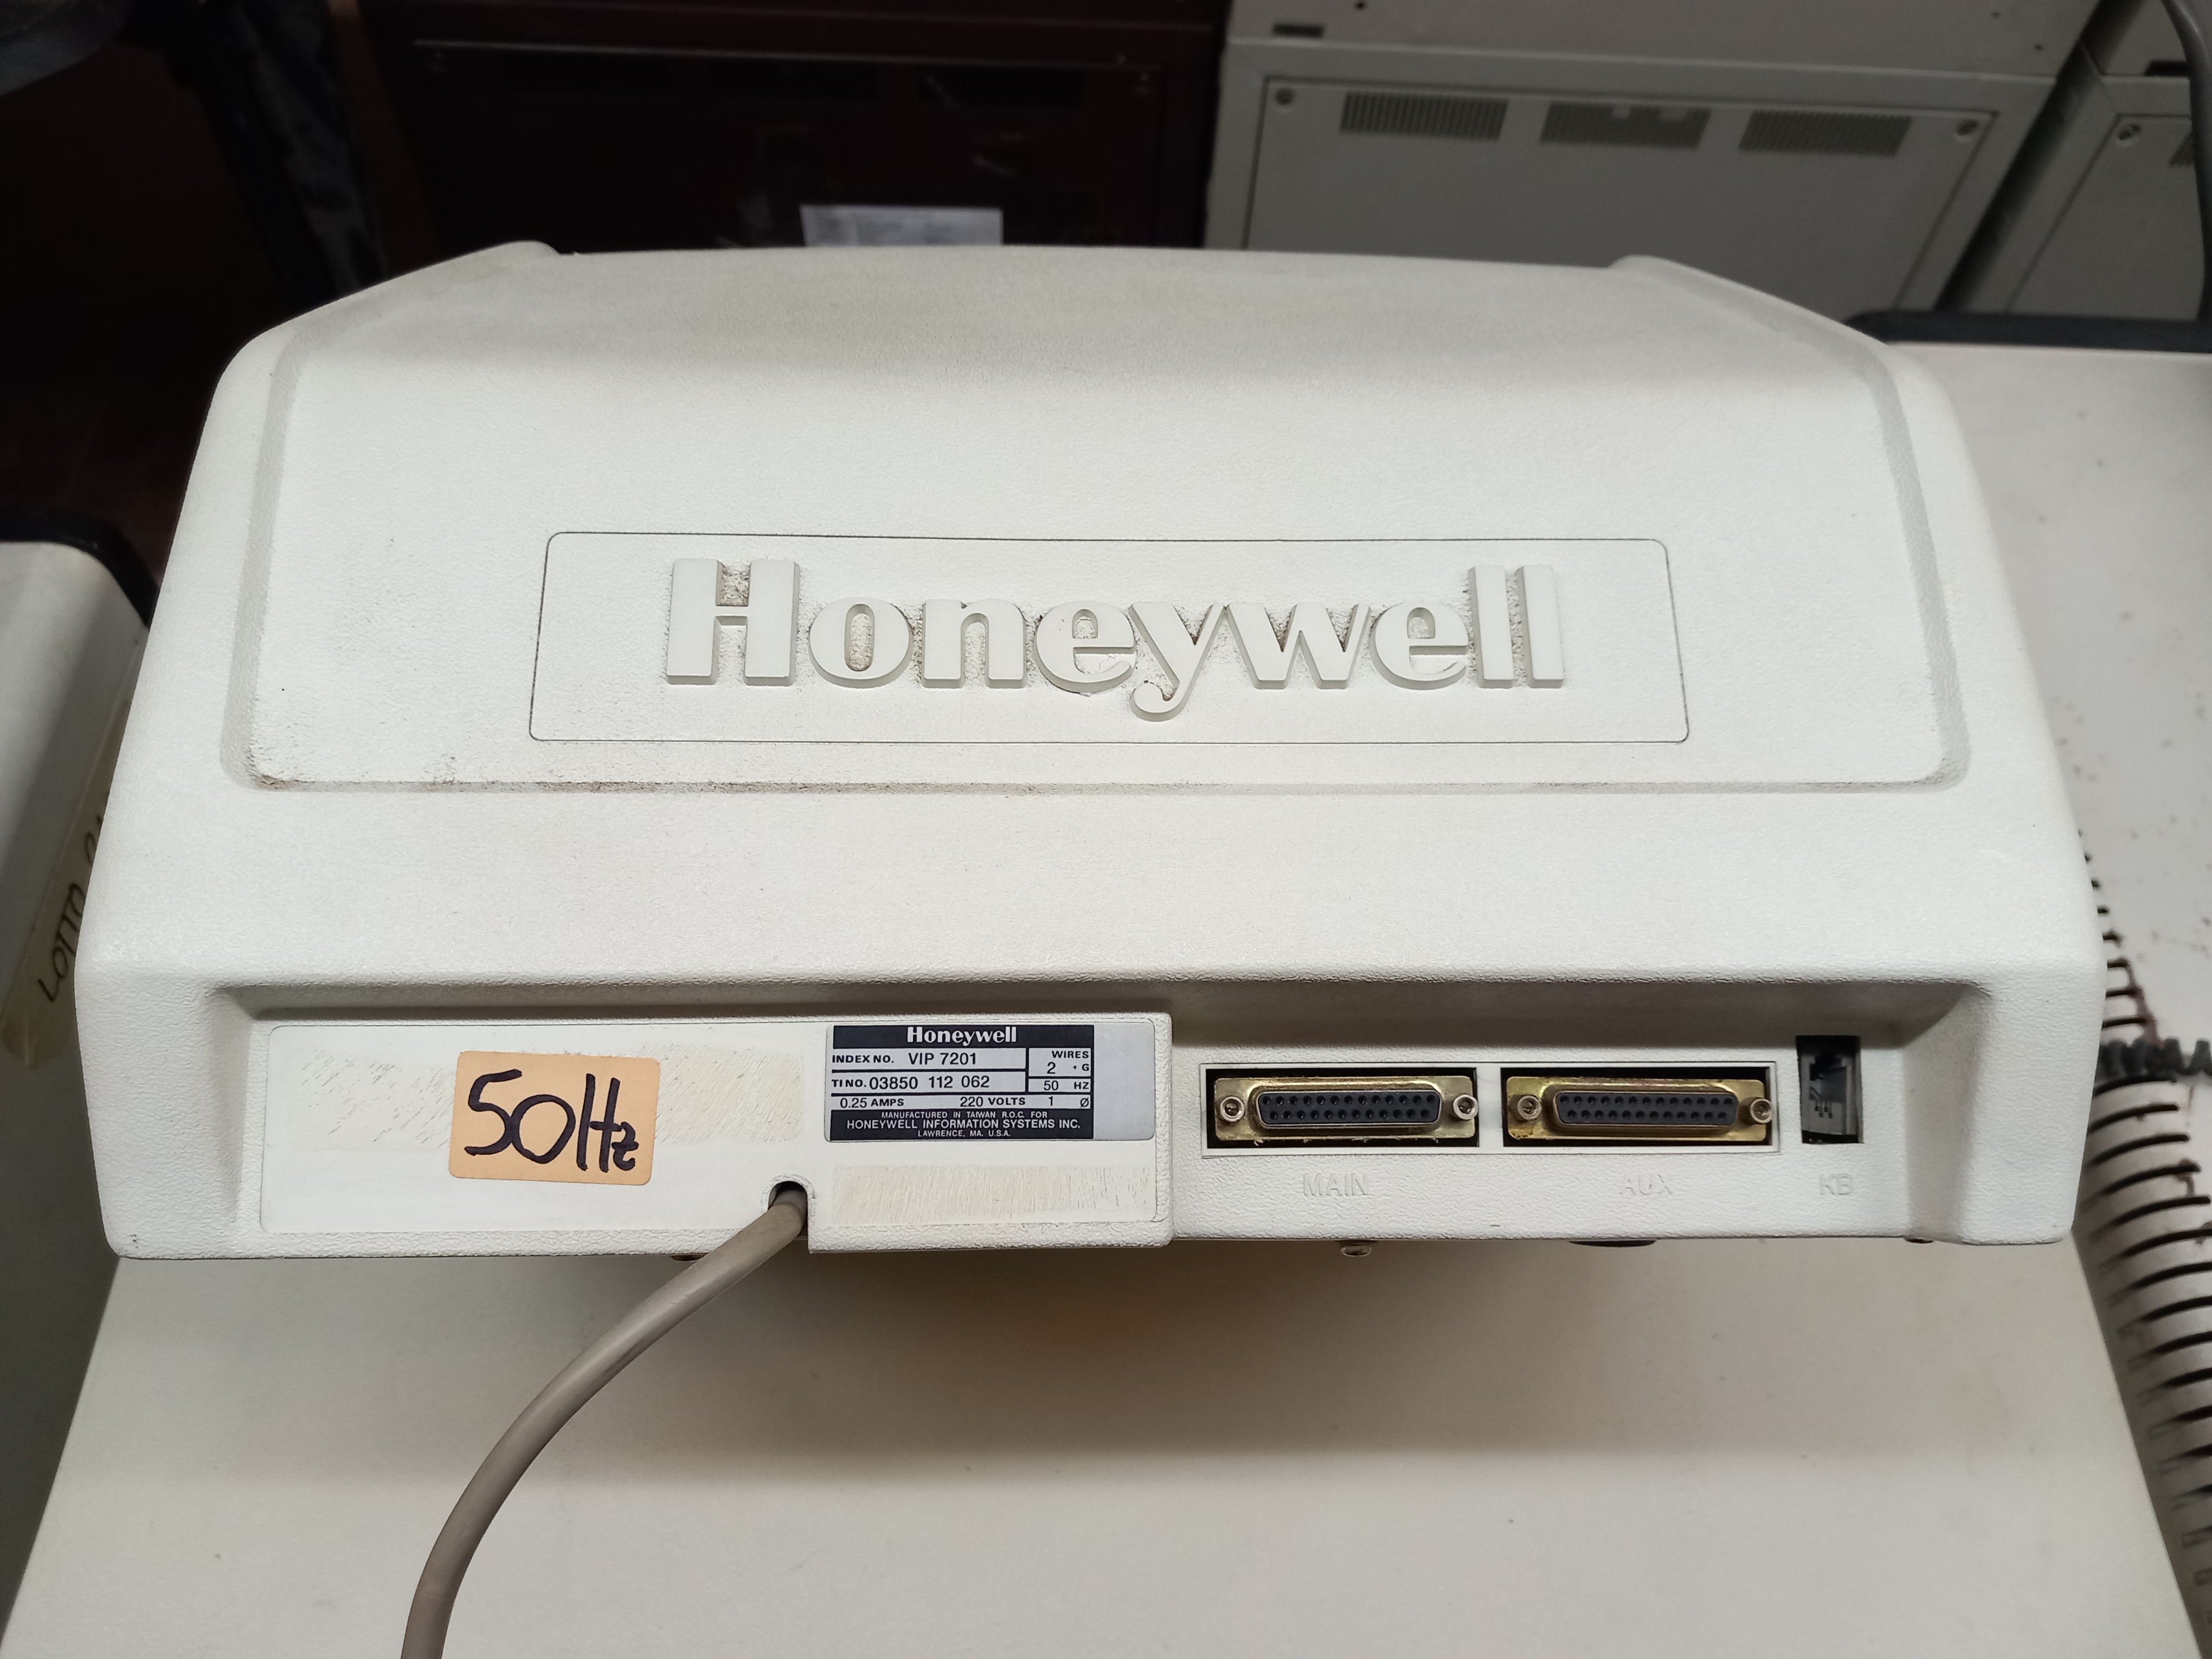 Honeywell
LOTTO
50Hz
Honeywell
INDEX NO. VIP 7201
WIRES
2 + G
TI NO. 03850 112 062
50 HZ
0.25 AMPS 220 VOLTS 1 Ø
MANUFACTURED IN TAIWAN R.O.C. FOR
HONEYWELL INFORMATION SYSTEMS INC.
LAWRENCE, MA. U.S.A.
MAIN AUX KB